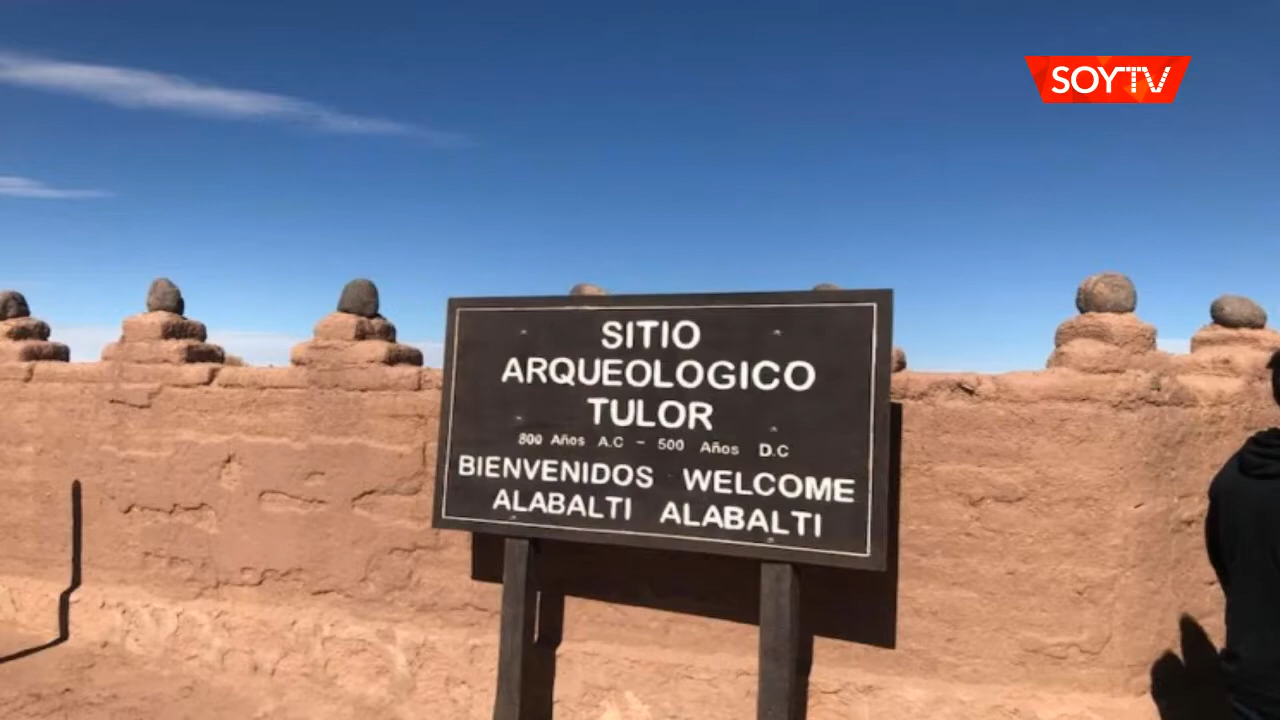 SOYTV
SITIO
ARQUEOLOGICO
TULOR
800 Años A.C - 500 Años D.C
BIENVENIDOS WELCOME
ALABALTI ALABALTI